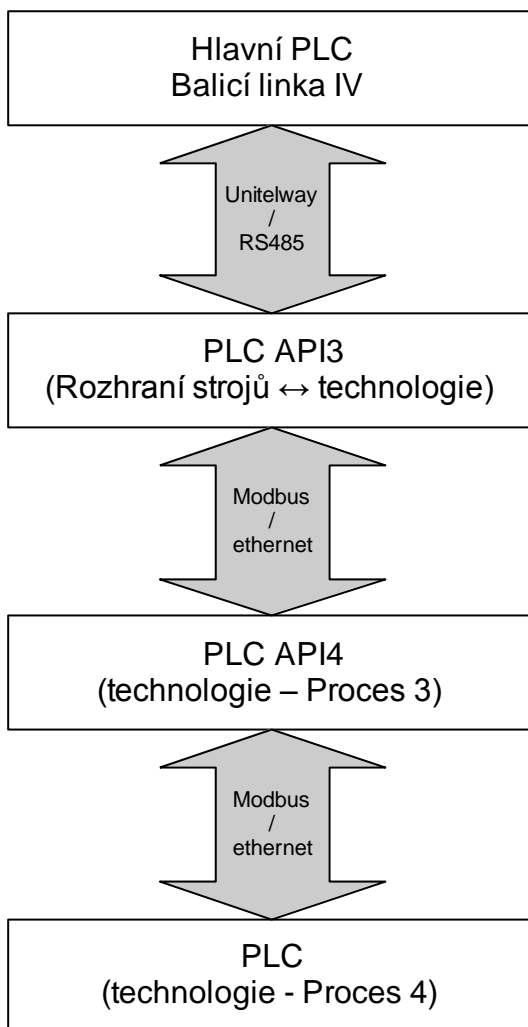 Hlavní PLC
Balicí linka IV
Unitelway
/
RS485
PLC API3
(Rozhraní strojů ↔ technologie)
Modbus
/
ethernet
PLC API4
(technologie – Proces 3)
Modbus
/
ethernet
PLC
(technologie - Proces 4)